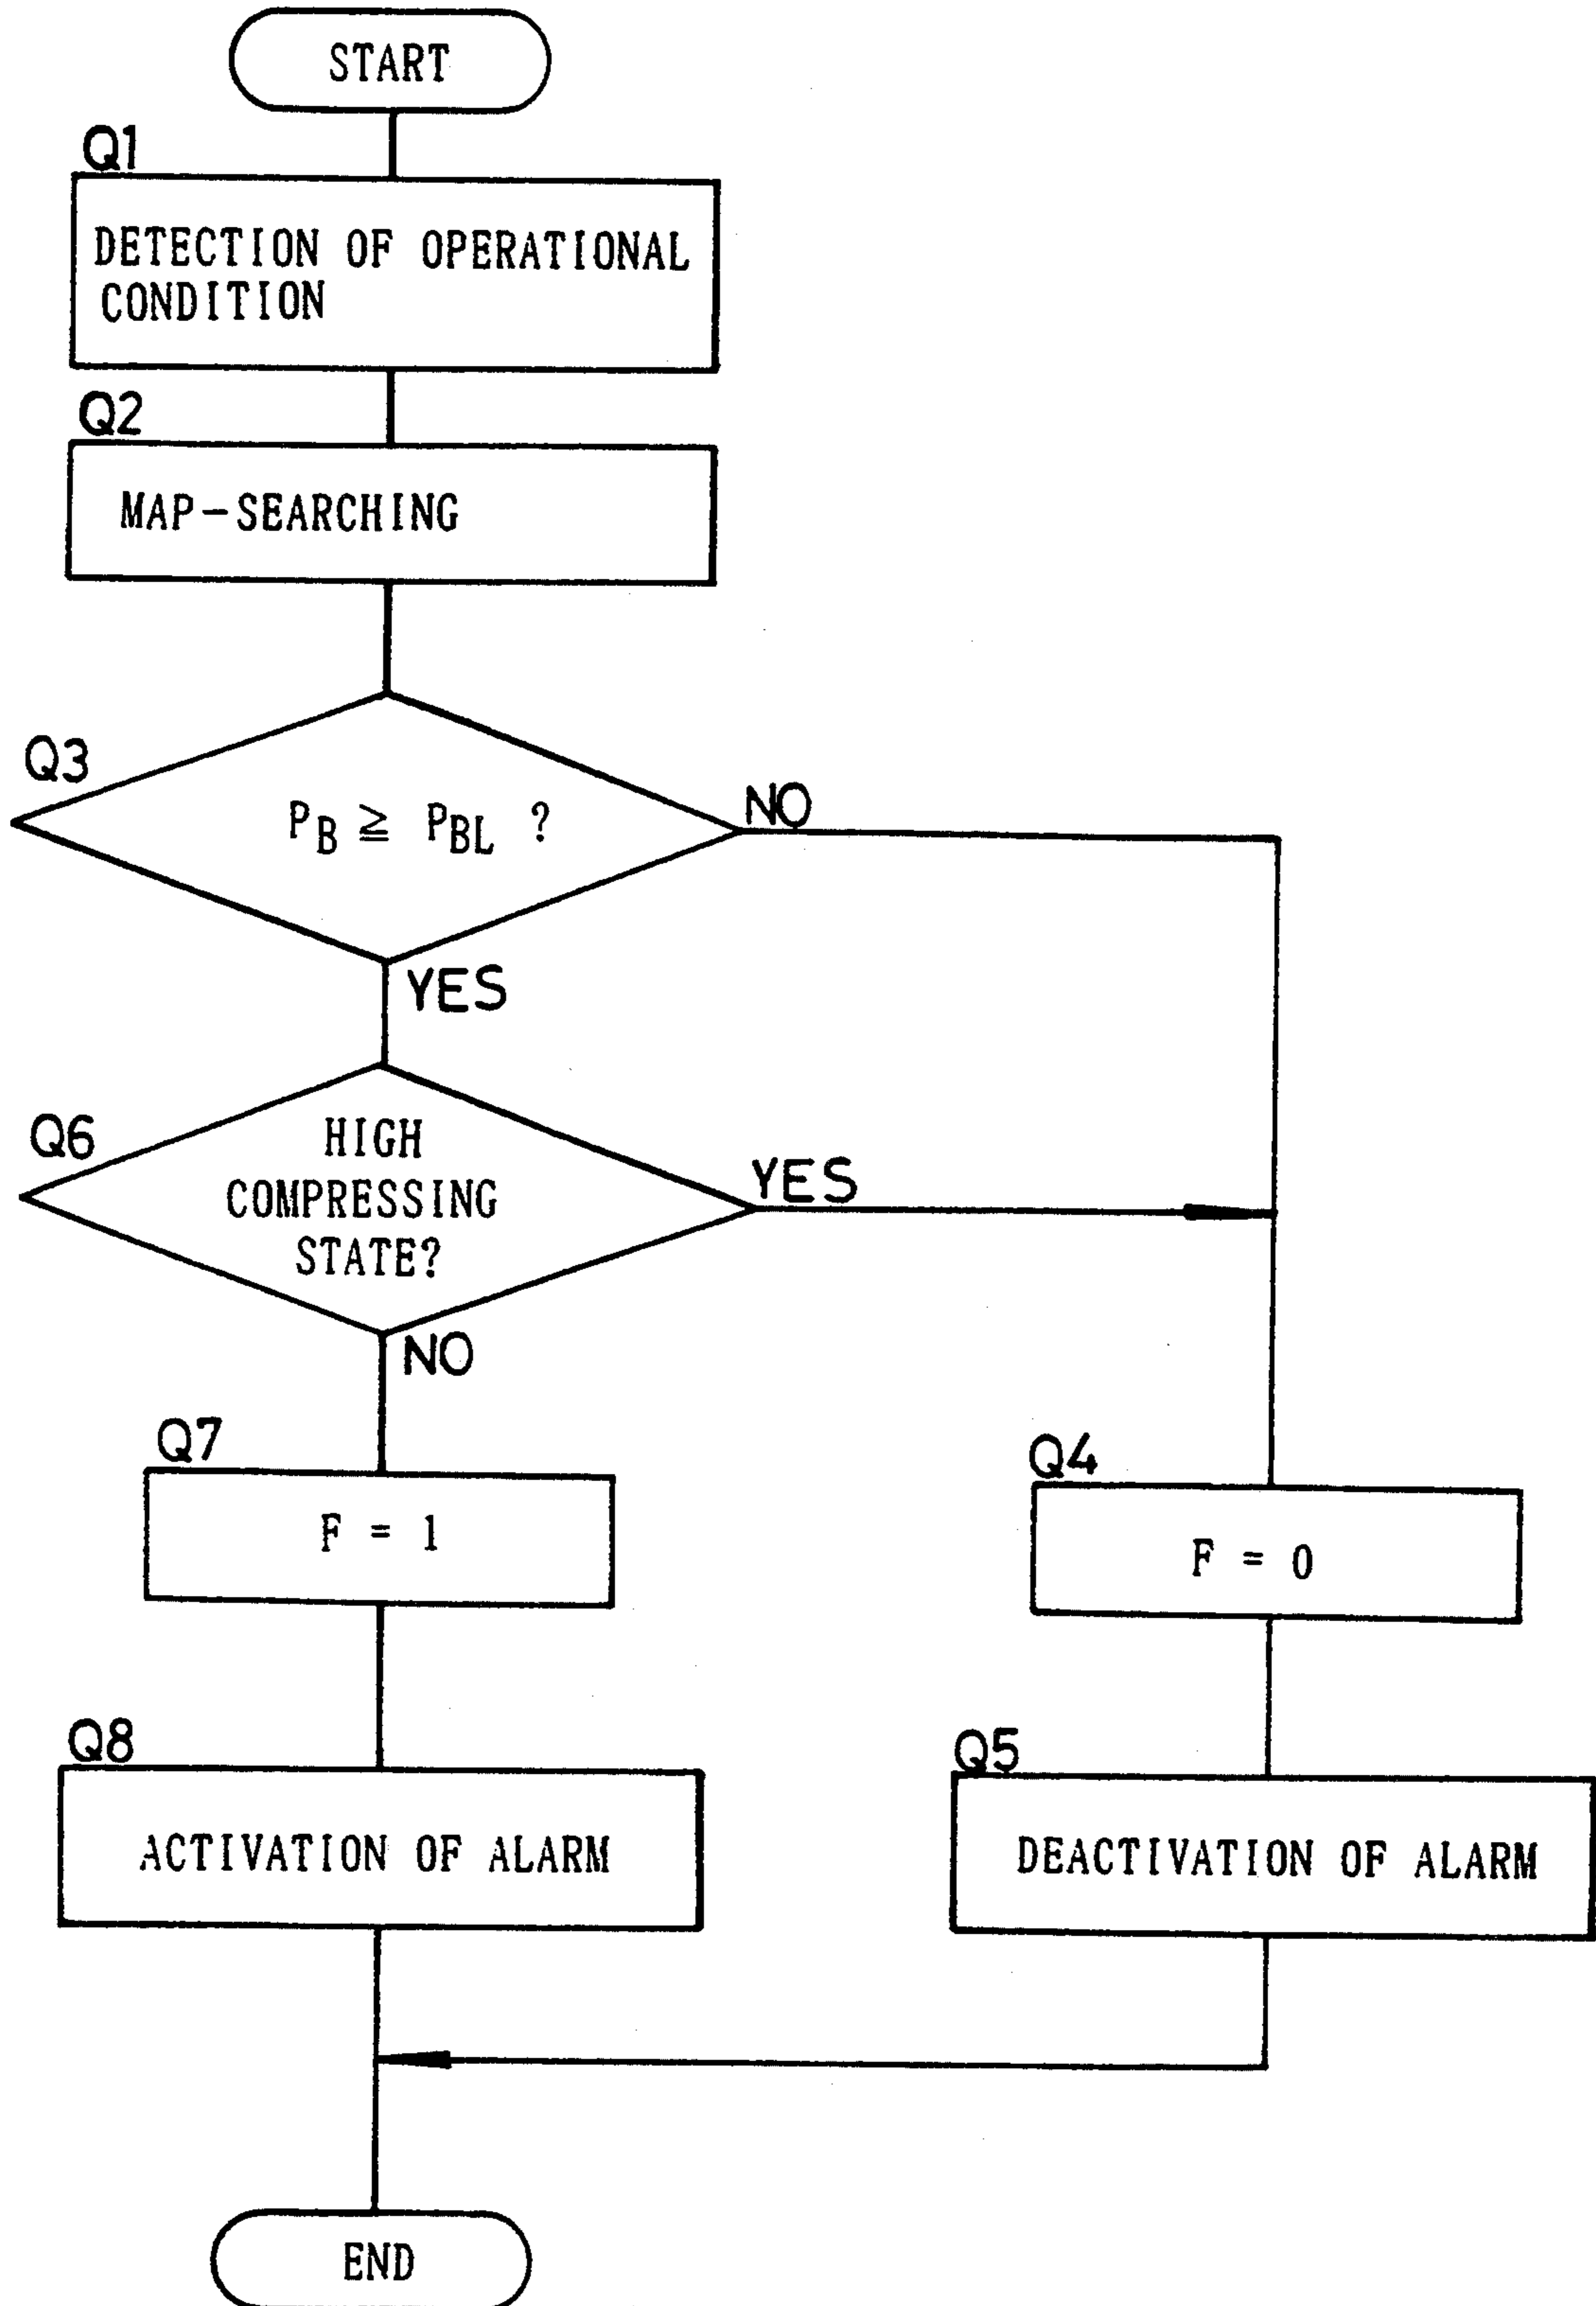 START
Q1
DETECTION OF OPERATIONAL
CONDITION
Q2
MAP-SEARCHING
Q3
PB ≧ PBL ?
NO
YES
Q6
HIGH
COMPRESSING
STATE?
YES
NO
Q7
F = 1
Q4
F = 0
Q8
ACTIVATION OF ALARM
Q5
DEACTIVATION OF ALARM
END